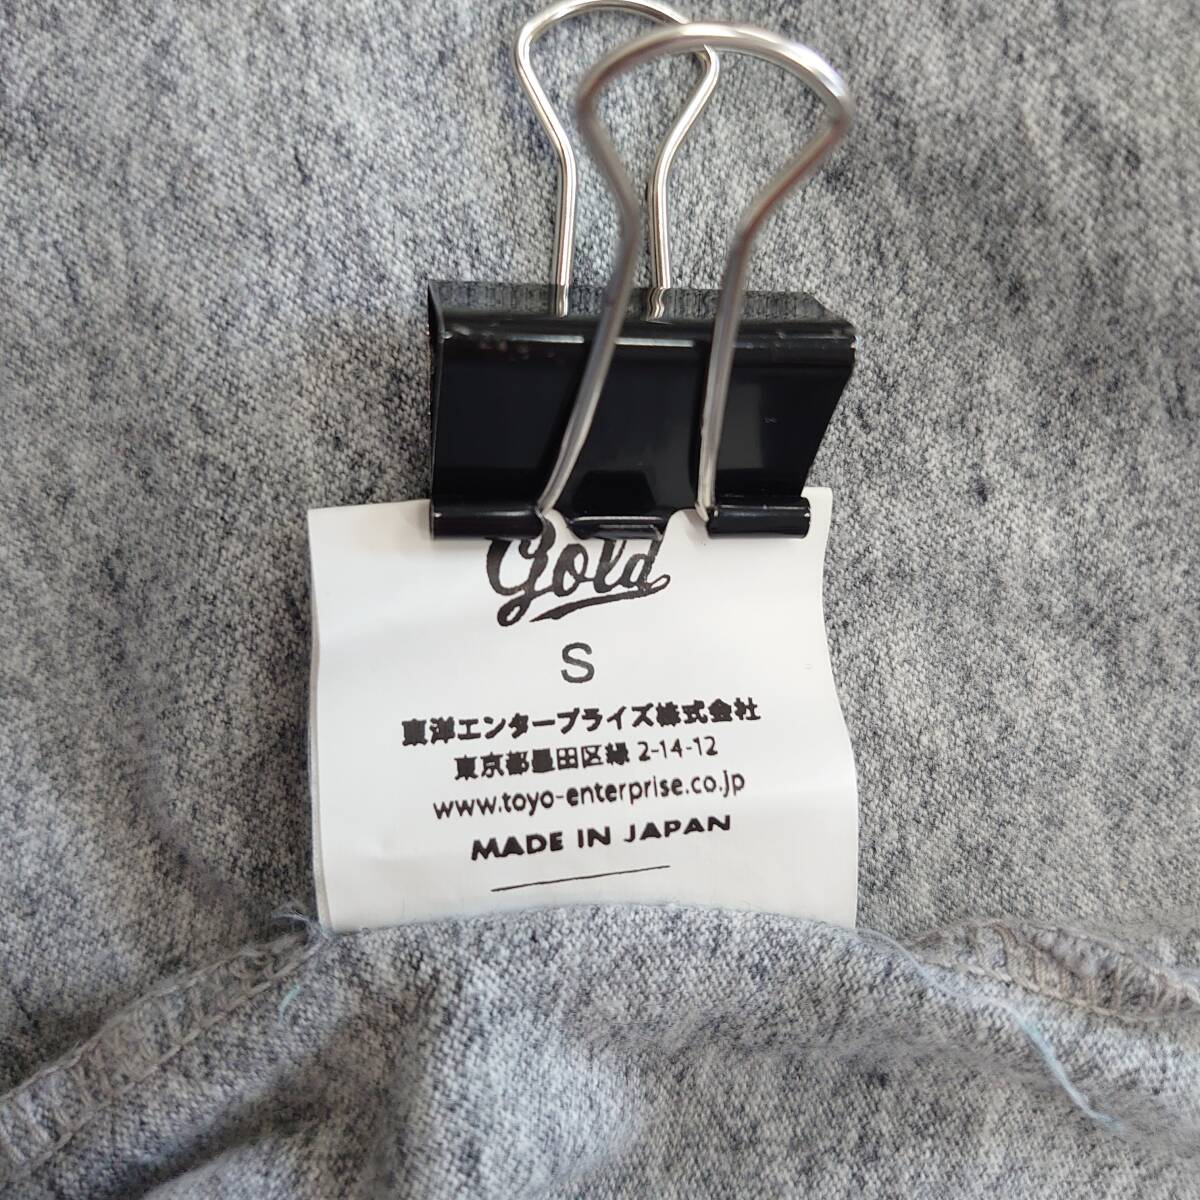 gold
S
東洋エンタープライズ株式会社
東京都墨田区緑 2-14-12
www.toyo-enterprise.co.jp
MADE IN JAPAN